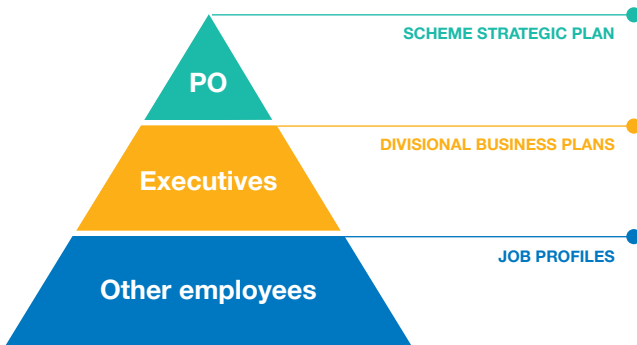 SCHEME STRATEGIC PLAN
PO
DIVISIONAL BUSINESS PLANS
Executives
JOB PROFILES
Other employees